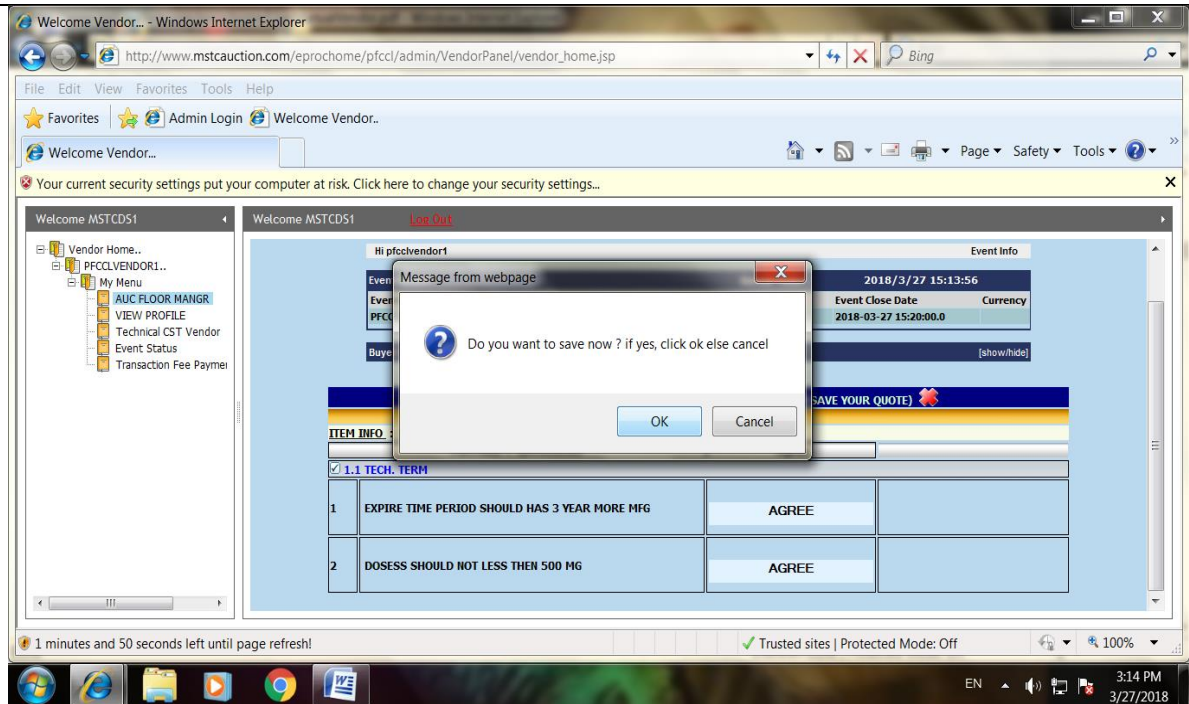 Welcome Vendor... - Windows Internet Explorer
http://www.mstcauction.com/eprochome/pfccl/admin/VendorPanel/vendor_home.jsp
Bing
File Edit View Favorites Tools Help
Favorites Admin Login Welcome Vendor..
Welcome Vendor... Page Safety Tools
Your current security settings put your computer at risk. Click here to change your security settings...
Welcome MSTCDS1
Welcome MSTCDS1 Log Out
Vendor Home..
PFCCLVENDOR1..
My Menu
AUC FLOOR MANGR
VIEW PROFILE
Technical CST Vendor
Event Status
Transaction Fee Paymer
Hi pfcclvendor1 Event Info
Even 2018/3/27 15:13:56
Even Event Close Date Currency
PFCC 2018-03-27 15:20:00.0
Buye [show/hide]
Message from webpage
Do you want to save now ? if yes, click ok else cancel
OK Cancel
SAVE YOUR QUOTE)
ITEM INFO :
1.1 TECH. TERM
1 EXPIRE TIME PERIOD SHOULD HAS 3 YEAR MORE MFG AGREE
2 DOSESS SHOULD NOT LESS THEN 500 MG AGREE
1 minutes and 50 seconds left until page refresh! Trusted sites | Protected Mode: Off 100%
EN 3:14 PM
3/27/2018